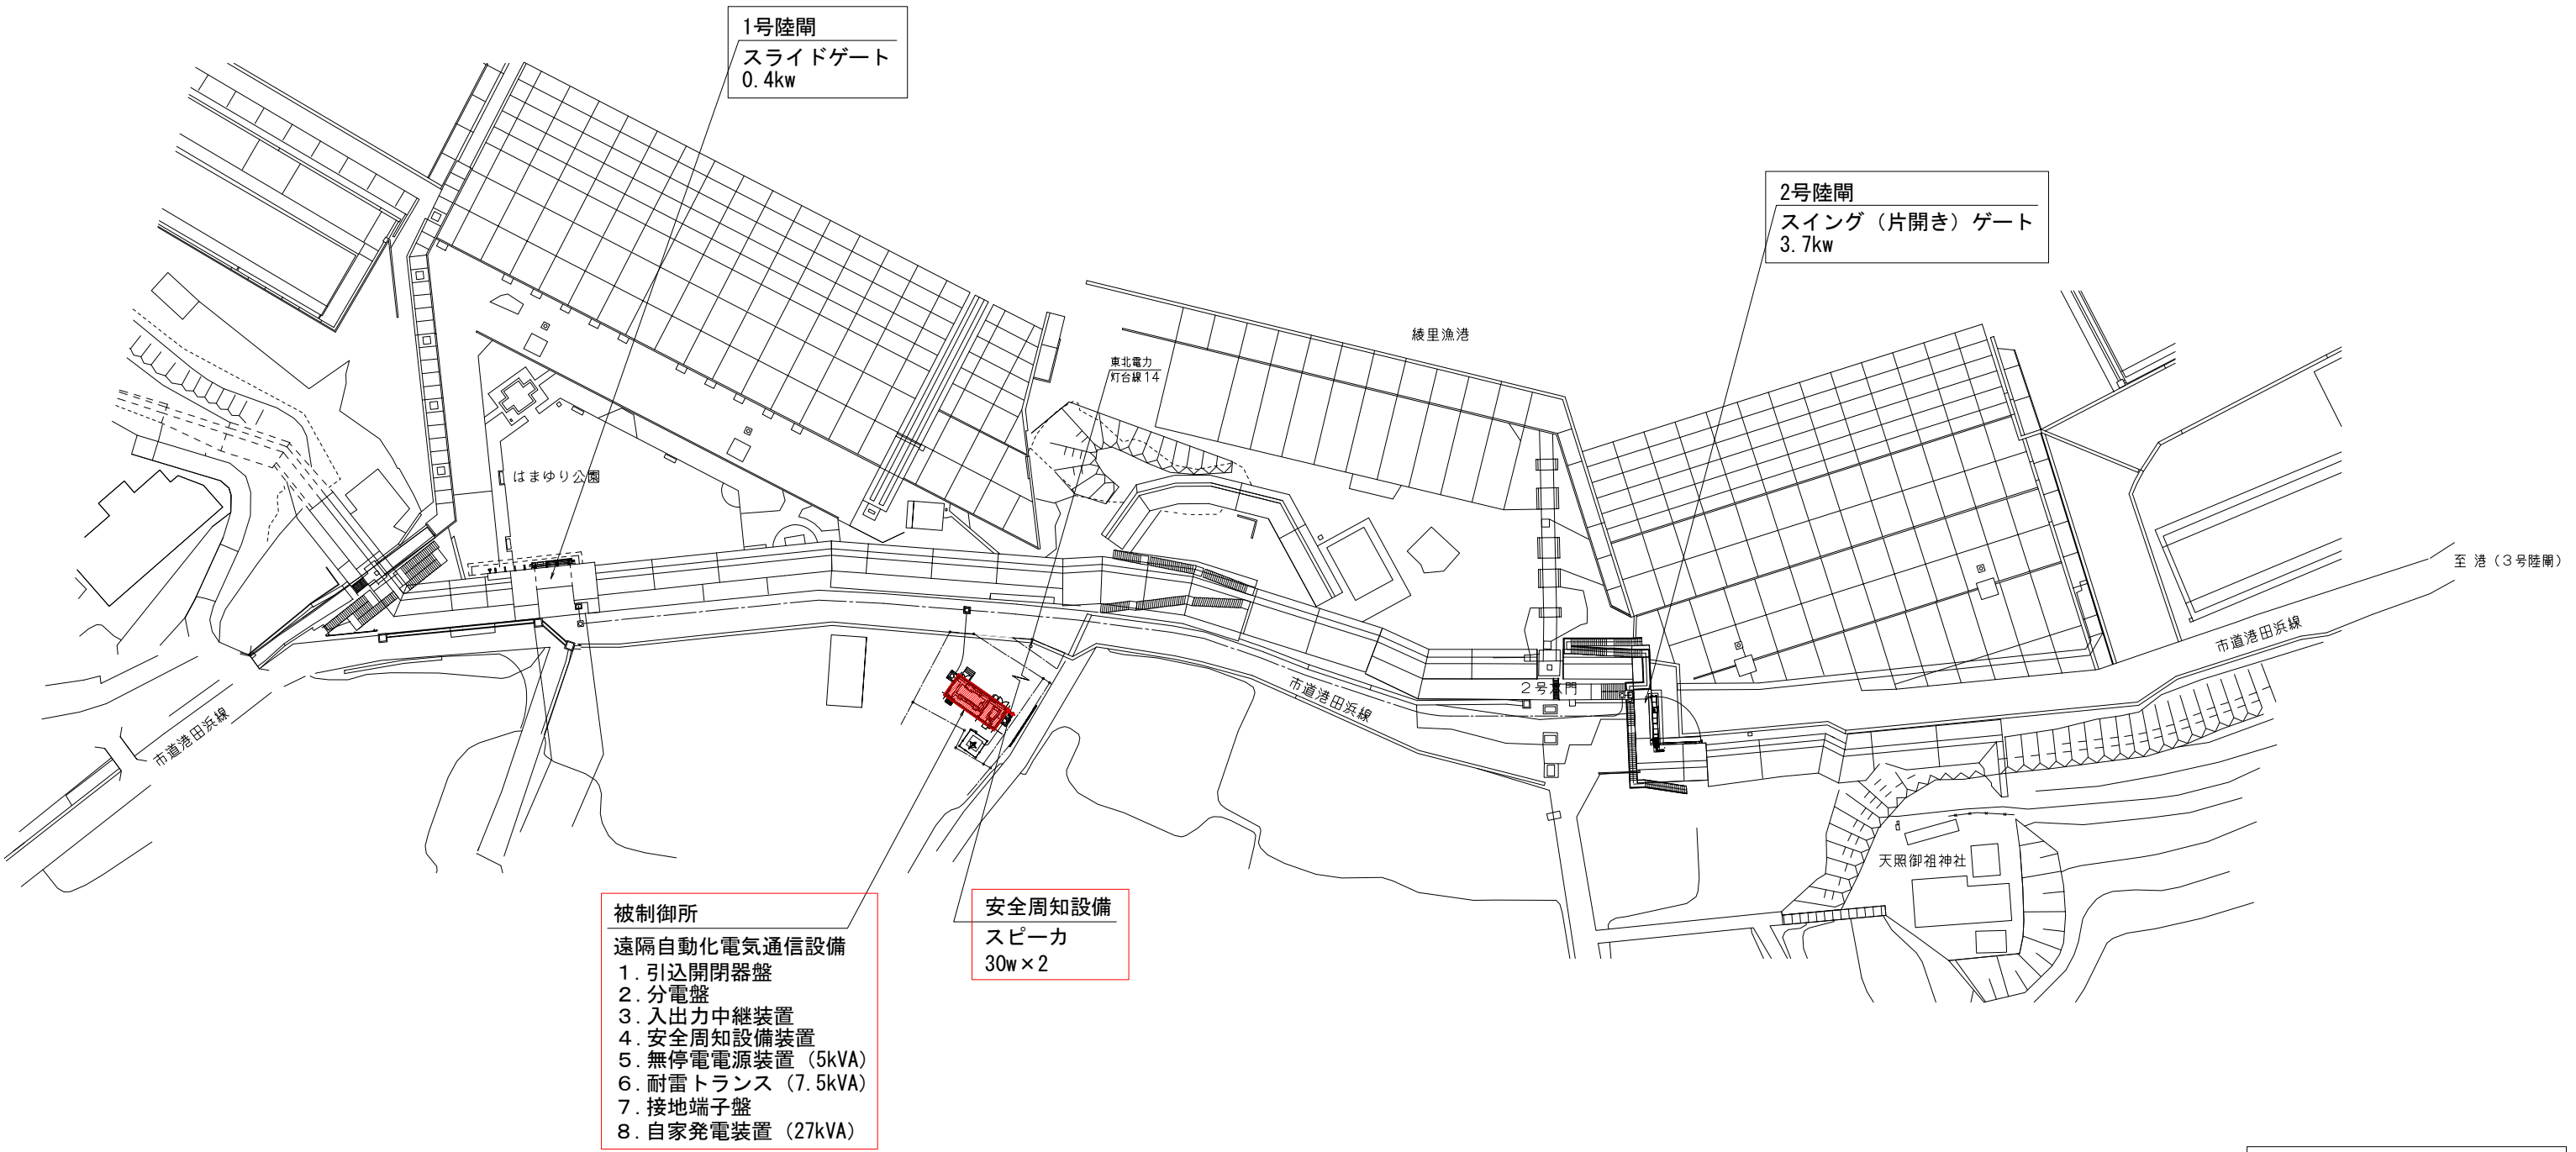 1号陸閘
スライドゲート
0.4kw
2号陸閘
スイング（片開き）ゲート
3.7kw
綾里漁港
東北電力
灯台線14
はまゆり公園
至 港（３号陸閘）
市道港田浜線
市道港田浜線
２号水門
市道港田浜線
天照御祖神社
被制御所
遠隔自動化電気通信設備
１．引込開閉器盤
２．分電盤
３．入出力中継装置
４．安全周知設備装置
５．無停電電源装置（5kVA）
６．耐雷トランス（7.5kVA）
７．接地端子盤
８．自家発電装置（27kVA）
安全周知設備
スピーカ
30w×2